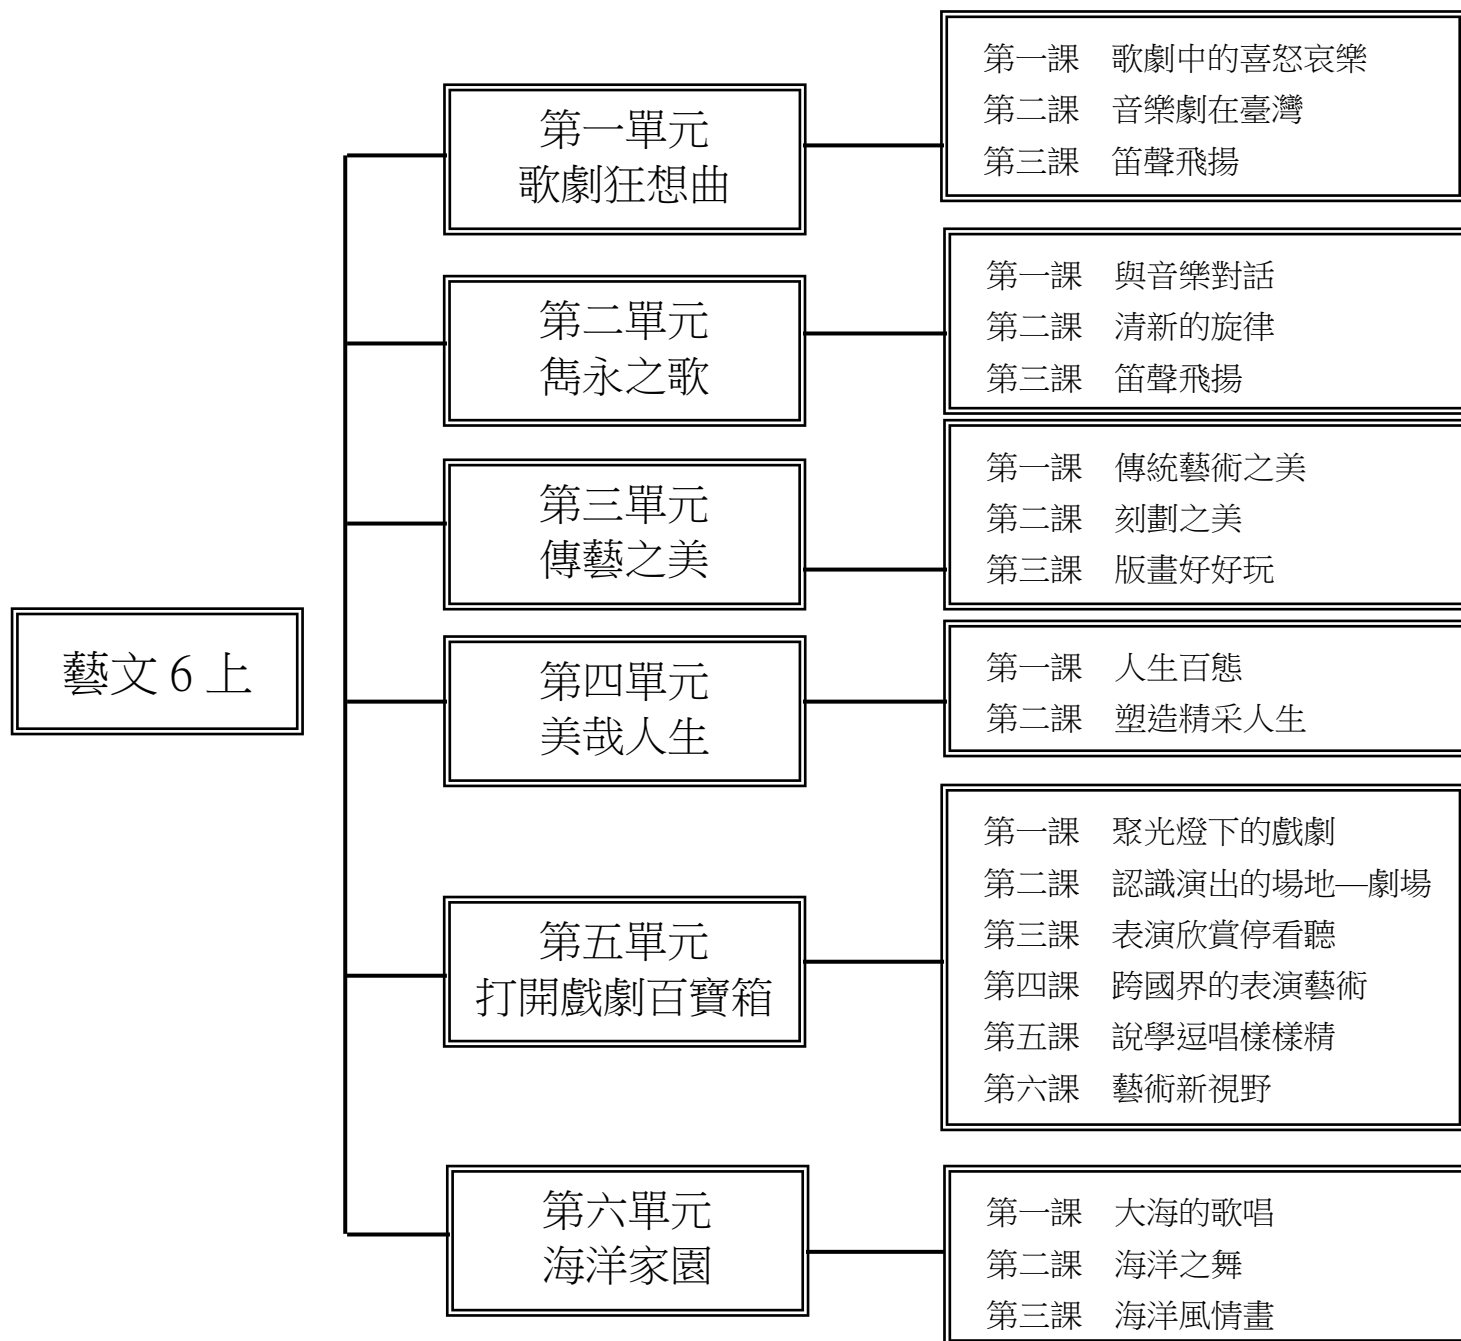 藝文6上
第一單元
歌劇狂想曲
第一課 歌劇中的喜怒哀樂
第二課 音樂劇在臺灣
第三課 笛聲飛揚
第二單元
雋永之歌
第一課 與音樂對話
第二課 清新的旋律
第三課 笛聲飛揚
第三單元
傳藝之美
第一課 傳統藝術之美
第二課 刻劃之美
第三課 版畫好好玩
第四單元
美哉人生
第一課 人生百態
第二課 塑造精采人生
第五單元
打開戲劇百寶箱
第一課 聚光燈下的戲劇
第二課 認識演出的場地—劇場
第三課 表演欣賞停看聽
第四課 跨國界的表演藝術
第五課 說學逗唱樣樣精
第六課 藝術新視野
第六單元
海洋家園
第一課 大海的歌唱
第二課 海洋之舞
第三課 海洋風情畫